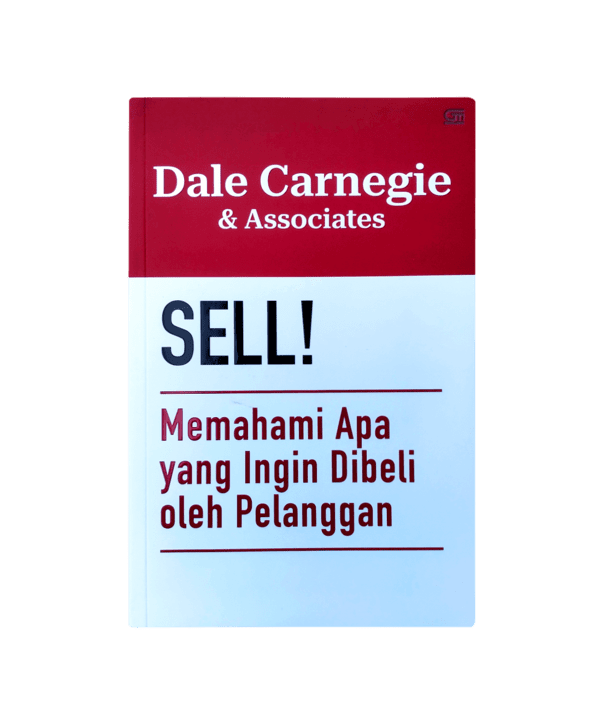 Dale Carnegie
& Associates
SELL!
Memahami Apa
yang Ingin Dibeli
oleh Pelanggan